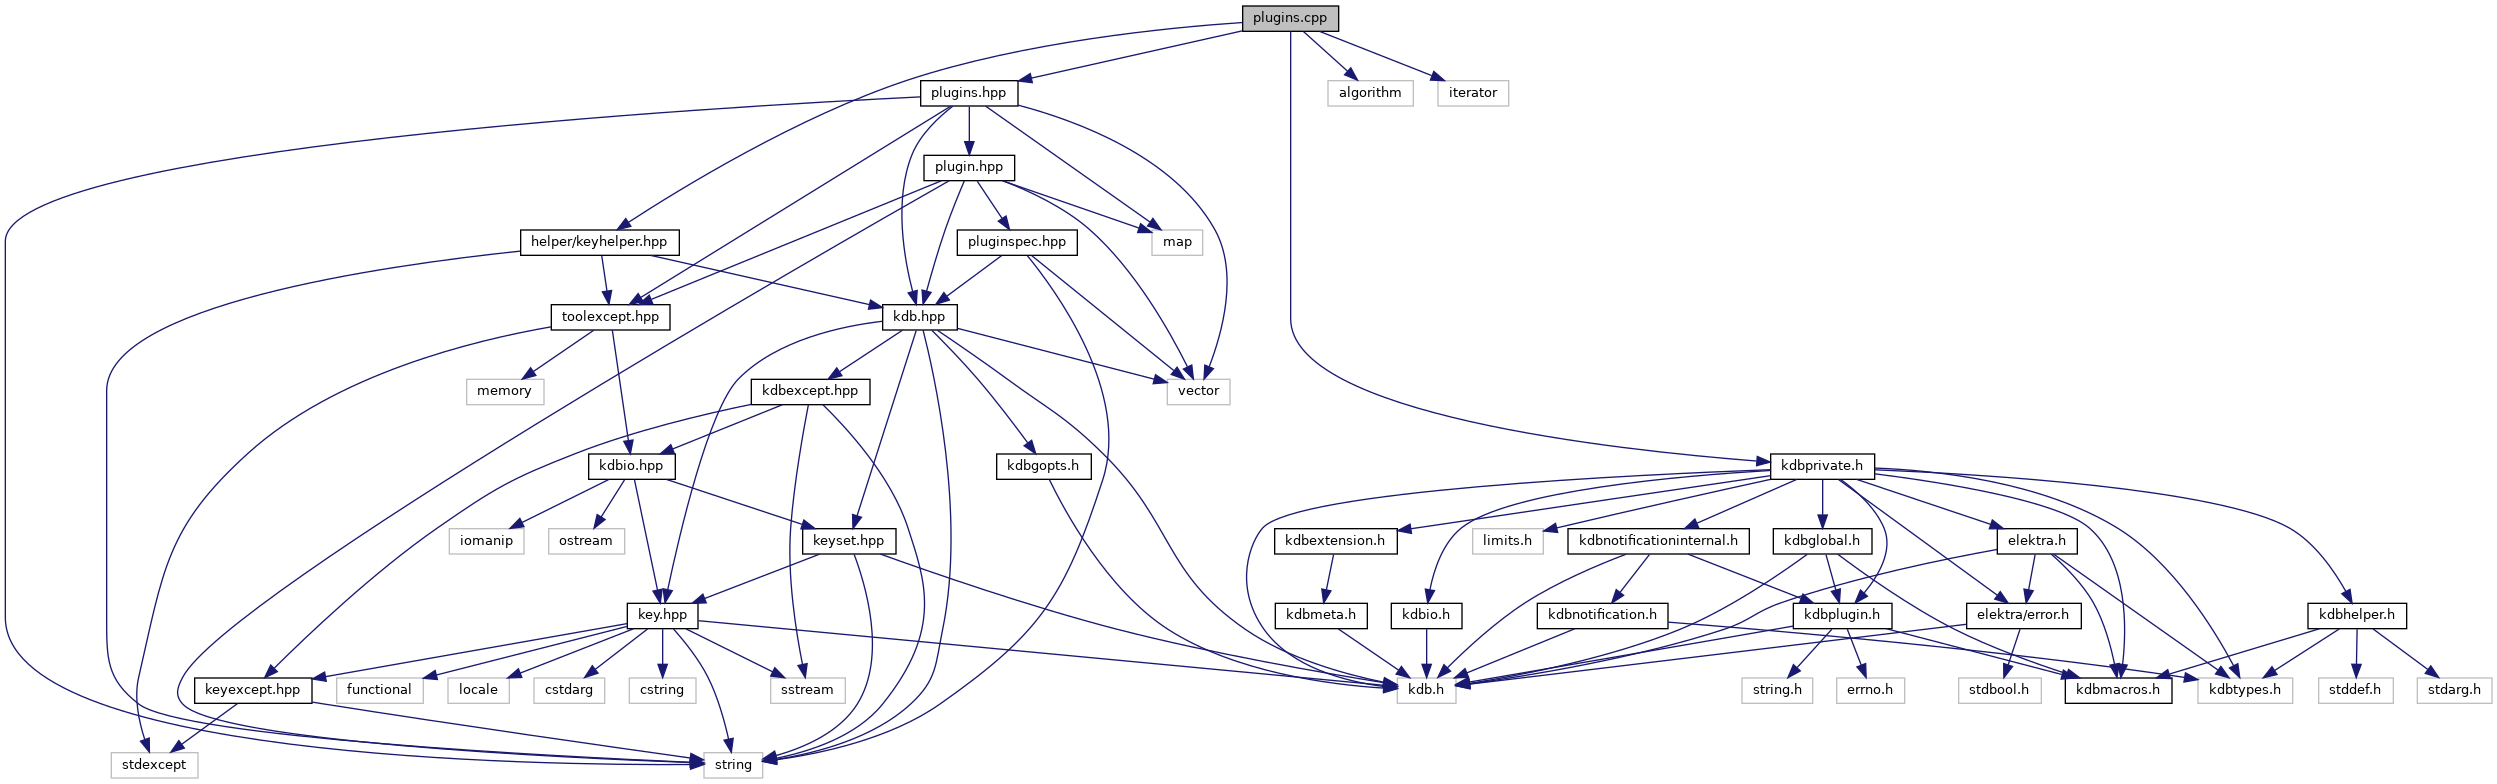 plugins.cpp
plugins.hpp
algorithm
iterator
plugin.hpp
helper/keyhelper.hpp
pluginspec.hpp
map
toolexcept.hpp
kdb.hpp
memory
kdbexcept.hpp
vector
kdbio.hpp
kdbgopts.h
kdbprivate.h
iomanip
ostream
keyset.hpp
kdbextension.h
limits.h
kdbnotificationinternal.h
kdbglobal.h
elektra.h
key.hpp
kdbmeta.h
kdbio.h
kdbnotification.h
kdbplugin.h
elektra/error.h
kdbhelper.h
keyexcept.hpp
functional
locale
cstdarg
cstring
sstream
kdb.h
string.h
errno.h
stdbool.h
kdbmacros.h
kdbtypes.h
stddef.h
stdarg.h
stdexcept
string